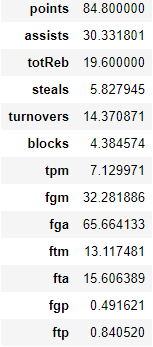 points 84.800000
assists 30.331801
totReb 19.600000
steals 5.827945
turnovers 14.370871
blocks 4.384574
tpm 7.129971
fgm 32.281886
fga 65.664133
ftm 13.117481
fta 15.606389
fgp 0.491621
ftp 0.840520